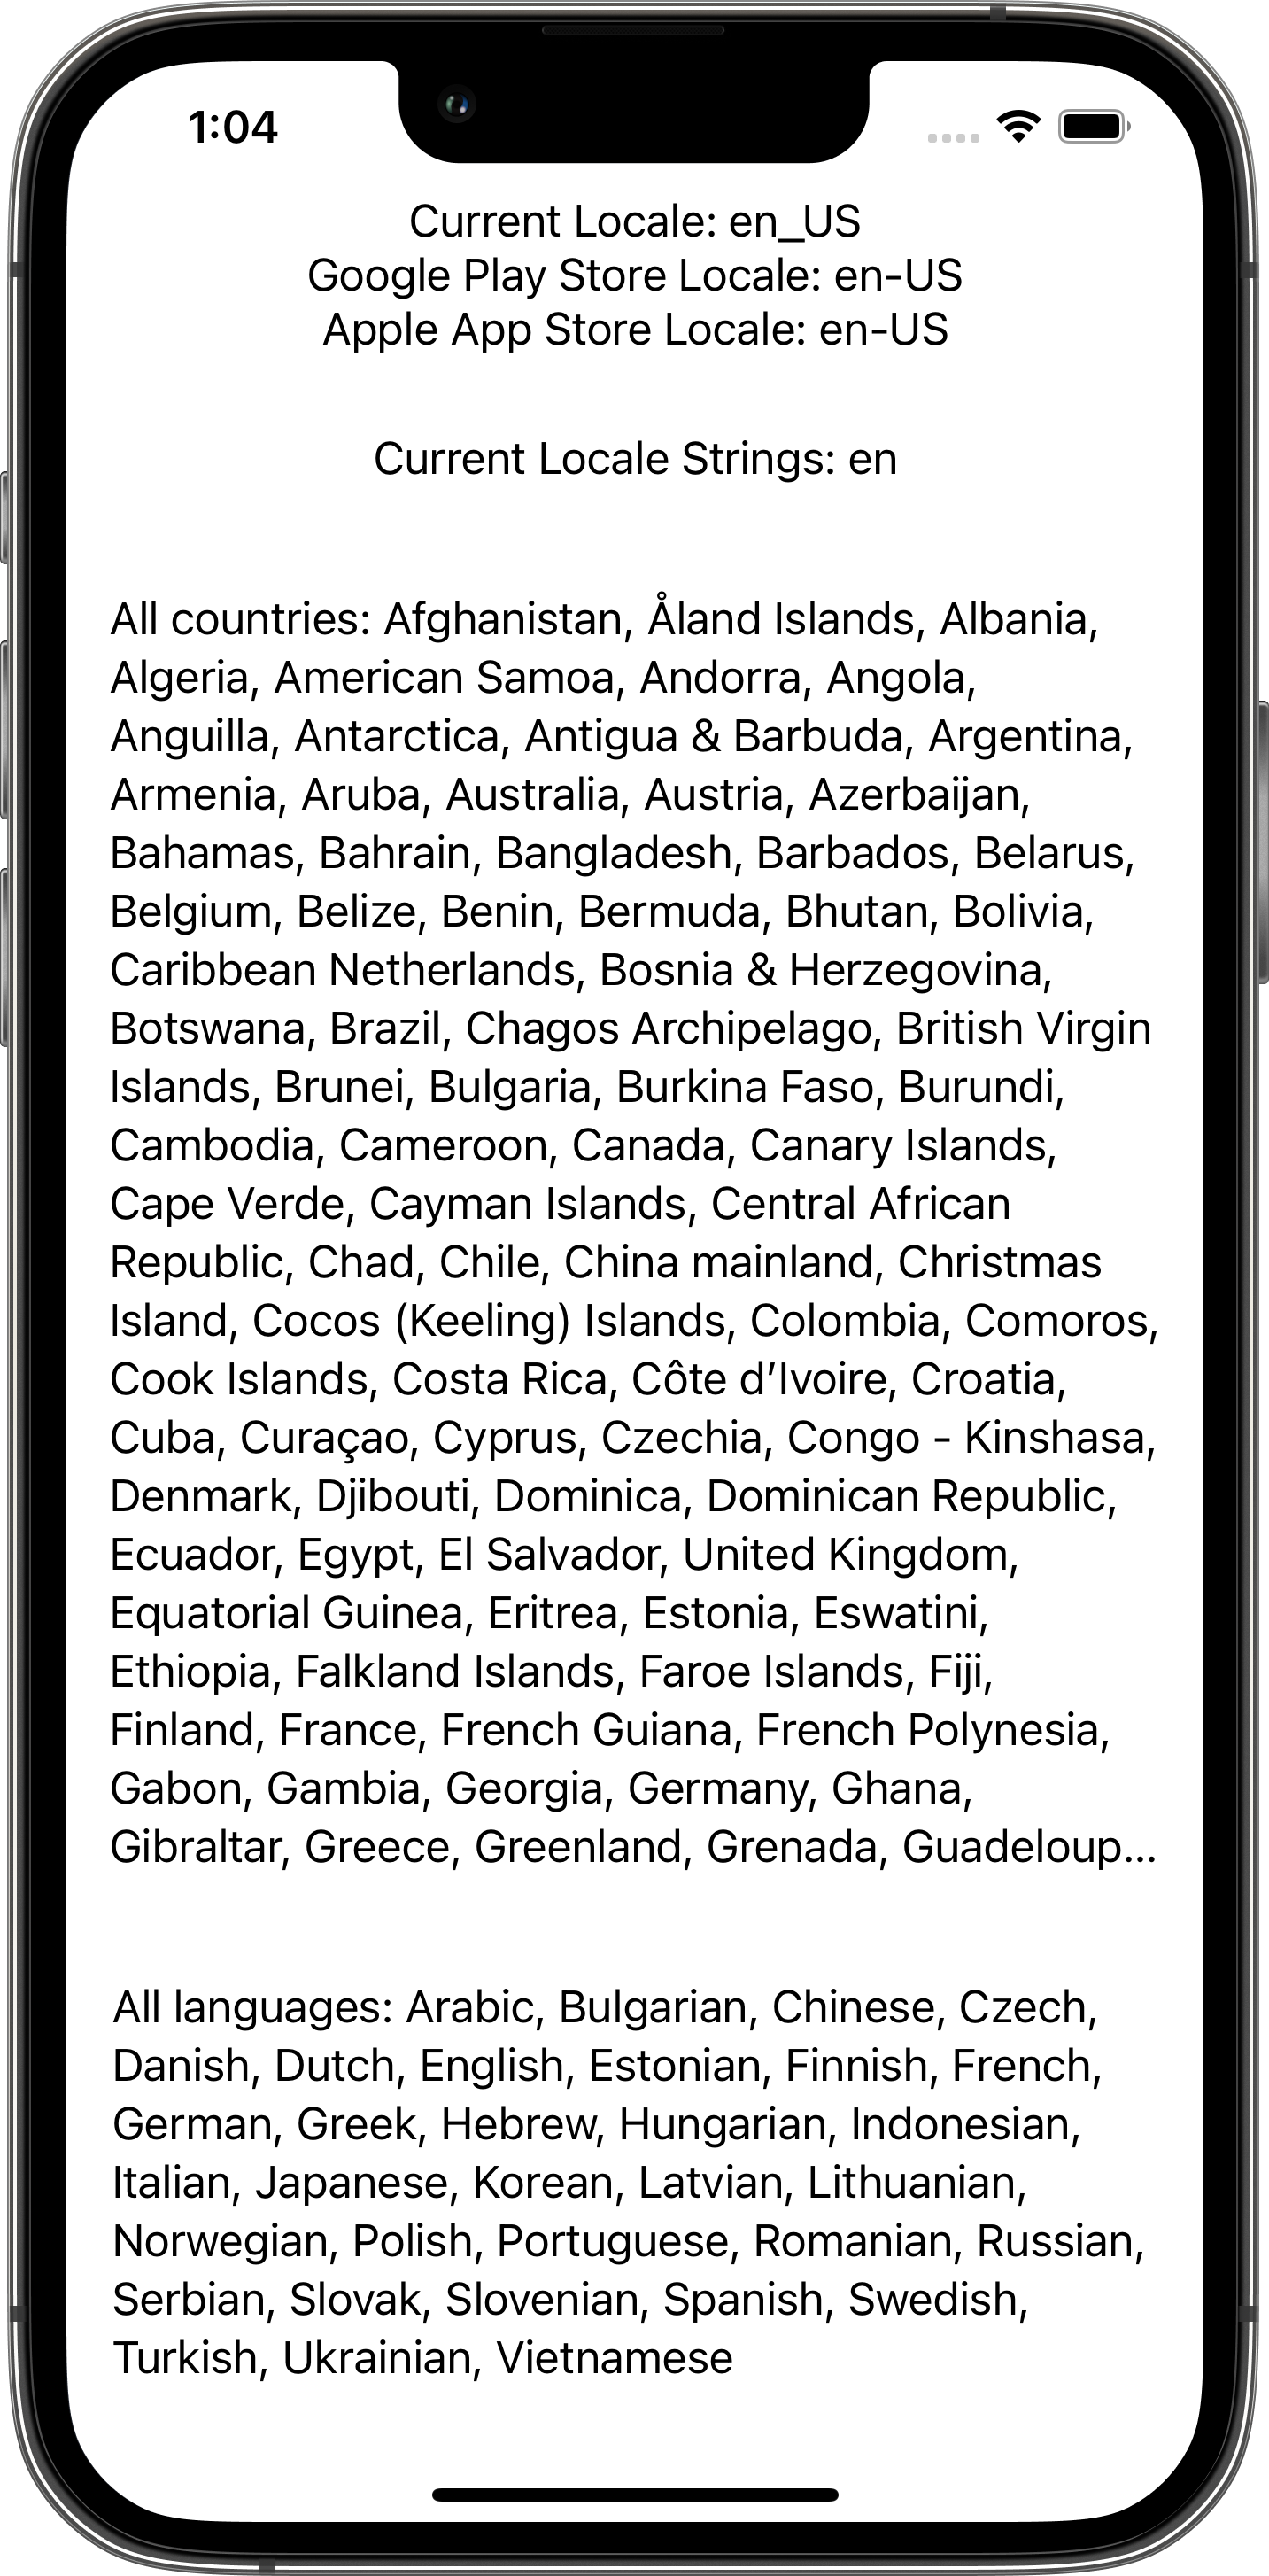 1:04
Current Locale: en_US
Google Play Store Locale: en-US
Apple App Store Locale: en-US
Current Locale Strings: en
All countries: Afghanistan, Åland Islands, Albania,
Algeria, American Samoa, Andorra, Angola,
Anguilla, Antarctica, Antigua & Barbuda, Argentina,
Armenia, Aruba, Australia, Austria, Azerbaijan,
Bahamas, Bahrain, Bangladesh, Barbados, Belarus,
Belgium, Belize, Benin, Bermuda, Bhutan, Bolivia,
Caribbean Netherlands, Bosnia & Herzegovina,
Botswana, Brazil, Chagos Archipelago, British Virgin
Islands, Brunei, Bulgaria, Burkina Faso, Burundi,
Cambodia, Cameroon, Canada, Canary Islands,
Cape Verde, Cayman Islands, Central African
Republic, Chad, Chile, China mainland, Christmas
Island, Cocos (Keeling) Islands, Colombia, Comoros,
Cook Islands, Costa Rica, Côte d’Ivoire, Croatia,
Cuba, Curaçao, Cyprus, Czechia, Congo - Kinshasa,
Denmark, Djibouti, Dominica, Dominican Republic,
Ecuador, Egypt, El Salvador, United Kingdom,
Equatorial Guinea, Eritrea, Estonia, Eswatini,
Ethiopia, Falkland Islands, Faroe Islands, Fiji,
Finland, France, French Guiana, French Polynesia,
Gabon, Gambia, Georgia, Germany, Ghana,
Gibraltar, Greece, Greenland, Grenada, Guadeloup...
All languages: Arabic, Bulgarian, Chinese, Czech,
Danish, Dutch, English, Estonian, Finnish, French,
German, Greek, Hebrew, Hungarian, Indonesian,
Italian, Japanese, Korean, Latvian, Lithuanian,
Norwegian, Polish, Portuguese, Romanian, Russian,
Serbian, Slovak, Slovenian, Spanish, Swedish,
Turkish, Ukrainian, Vietnamese